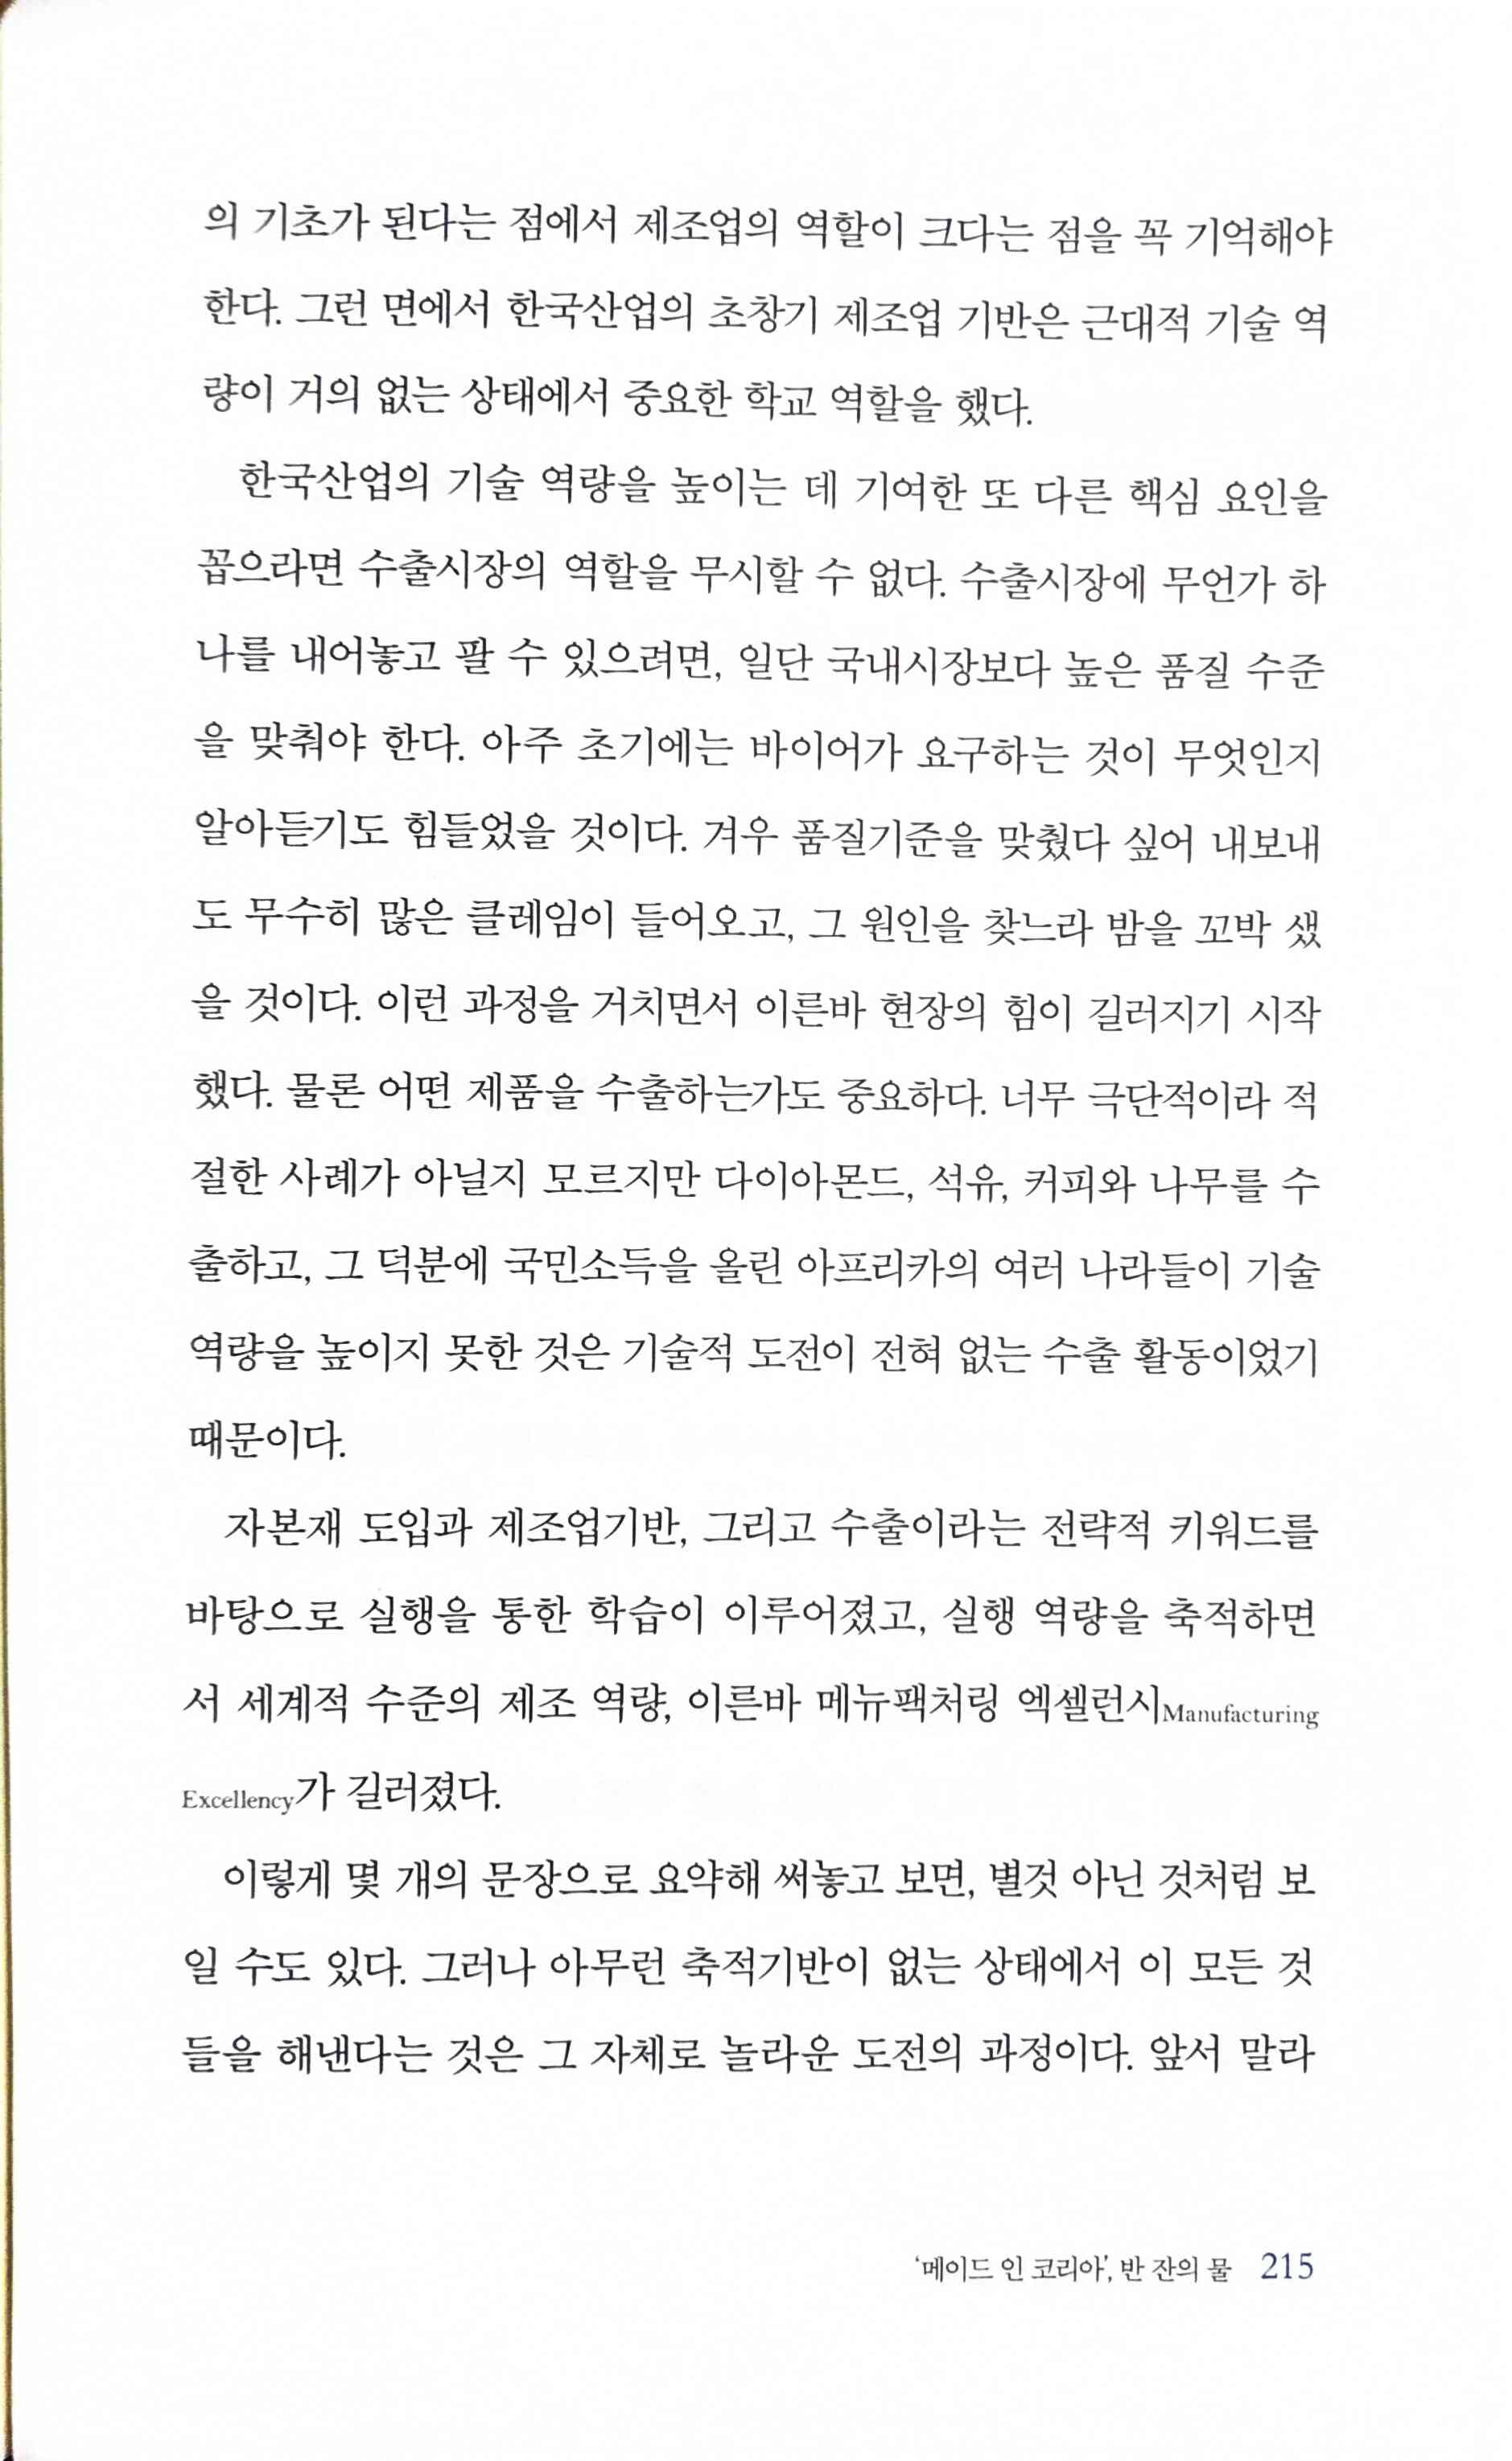 의 기초가 된다는 점에서 제조업의 역할이 크다는 점을 꼭 기억해야
한다. 그런 면에서 한국산업의 초창기 제조업 기반은 근대적 기술 역
량이 거의 없는 상태에서 중요한 학교 역할을 했다.
한국산업의 기술 역량을 높이는 데 기여한 또 다른 핵심 요인을
꼽으라면 수출시장의 역할을 무시할 수 없다. 수출시장에 무언가 하
나를 내어놓고 팔 수 있으려면, 일단 국내시장보다 높은 품질 수준
을 맞춰야 한다. 아주 초기에는 바이어가 요구하는 것이 무엇인지
알아듣기도 힘들었을 것이다. 겨우 품질기준을 맞췄다 싶어 내보내
도 무수히 많은 클레임이 들어오고, 그 원인을 찾느라 밤을 꼬박 샜
을 것이다. 이런 과정을 거치면서 이른바 현장의 힘이 길러지기 시작
했다. 물론 어떤 제품을 수출하는가도 중요하다. 너무 극단적이라 적
절한 사례가 아닐지 모르지만 다이아몬드, 석유, 커피와 나무를 수
출하고, 그 덕분에 국민소득을 올린 아프리카의 여러 나라들이 기술
역량을 높이지 못한 것은 기술적 도전이 전혀 없는 수출 활동이었기
때문이다.
자본재 도입과 제조업기반, 그리고 수출이라는 전략적 키워드를
바탕으로 실행을 통한 학습이 이루어졌고, 실행 역량을 축적하면
서 세계적 수준의 제조 역량, 이른바 메뉴팩처링 엑셀런시Manufacturing
Excellency가 길러졌다.
이렇게 몇 개의 문장으로 요약해 써놓고 보면, 별것 아닌 것처럼 보
일 수도 있다. 그러나 아무런 축적기반이 없는 상태에서 이 모든 것
들을 해낸다는 것은 그 자체로 놀라운 도전의 과정이다. 앞서 말라
‘메이드 인 코리아’, 반 잔의 물 215